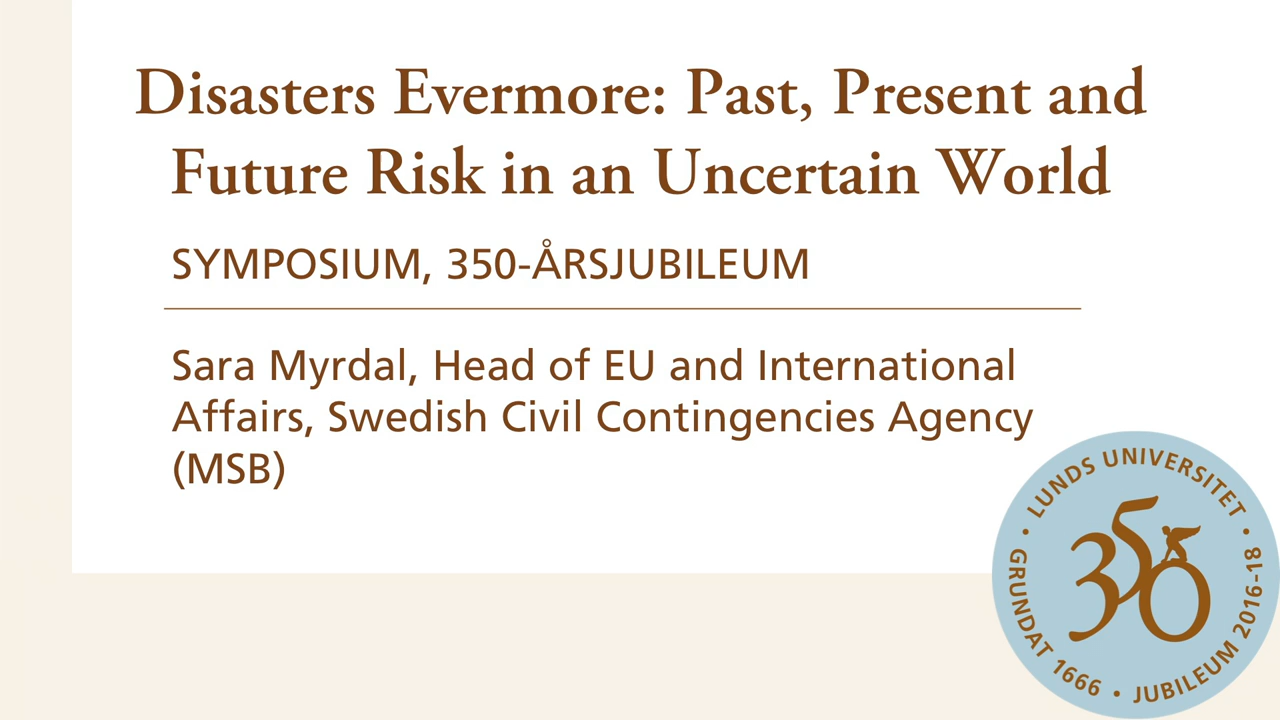 Disasters Evermore: Past, Present and
Future Risk in an Uncertain World
SYMPOSIUM, 350-ÅRSJUBILEUM
Sara Myrdal, Head of EU and International
Affairs, Swedish Civil Contingencies Agency
(MSB)
• LUNDS UNIVERSITET •
350
GRUNDAT 1666 • JUBILEUM 2016-18